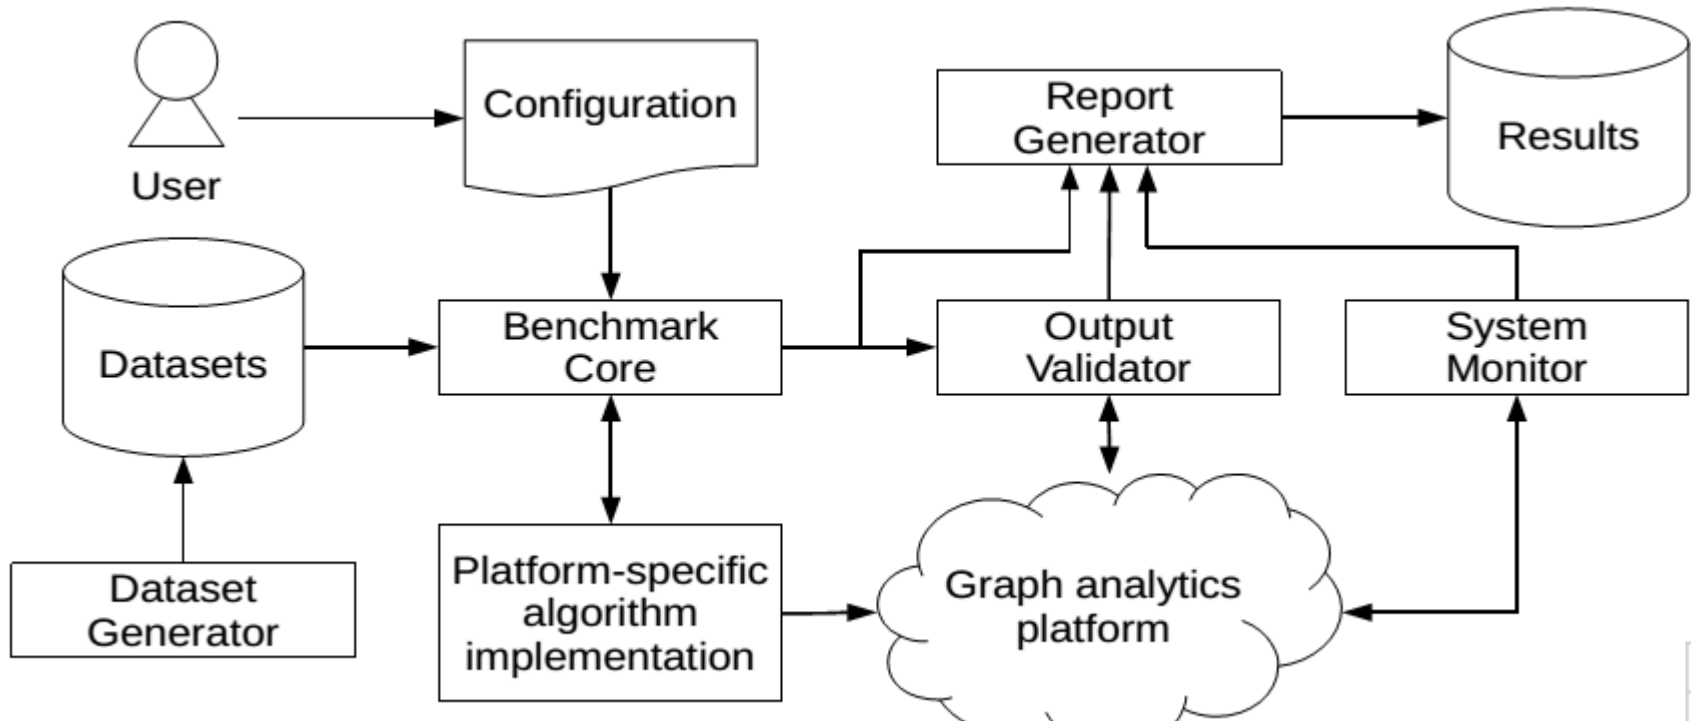 Configuration
Report
Generator
Results
User
Datasets
Benchmark
Core
Output
Validator
System
Monitor
Dataset
Generator
Platform-specific
algorithm
implementation
Graph analytics
platform